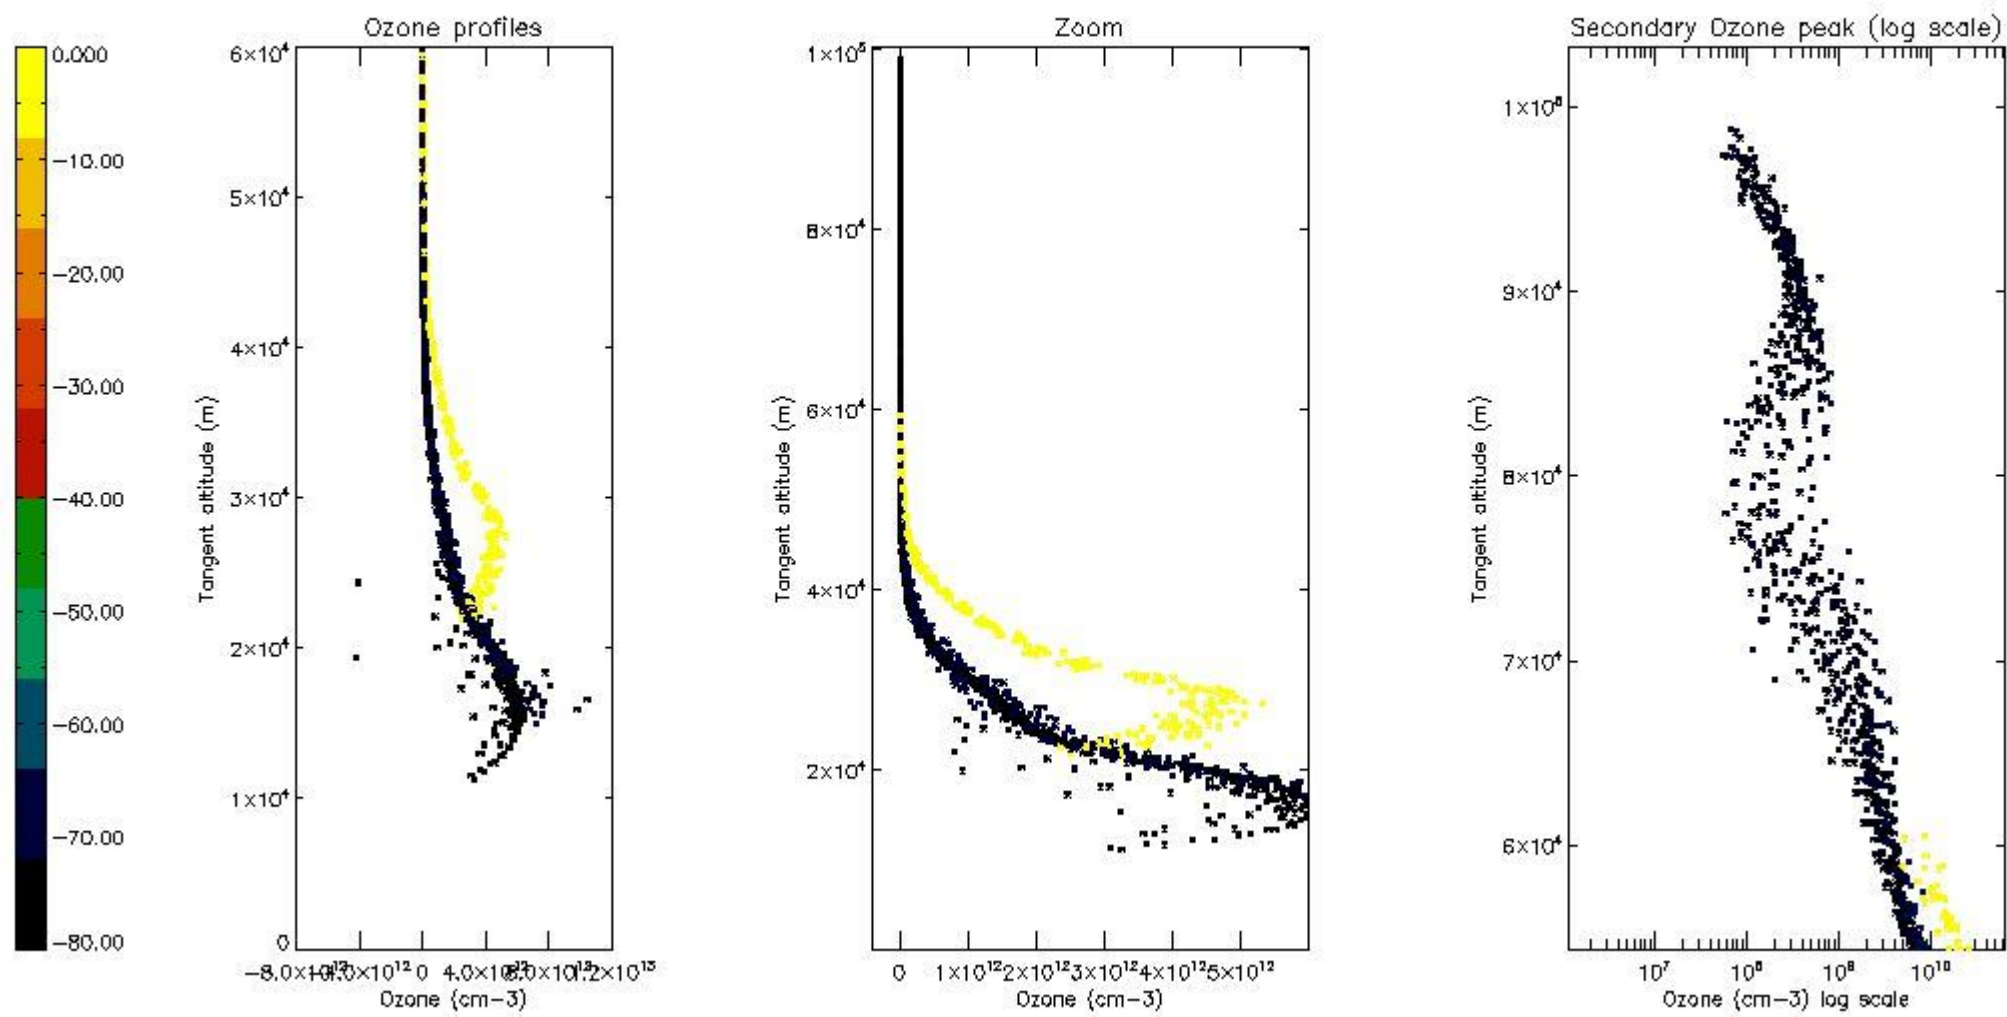 Ozone profiles
Zoom
Secondary Ozone peak (log scale)
0.000
-10.00
-20.00
-30.00
-40.00
-50.00
-60.00
-70.00
-80.00
6×10⁴
5×10⁴
4×10⁴
3×10⁴
2×10⁴
1×10⁴
0
Tangent altitude (m)
0 4.0×10¹² 1.2×10¹³
Ozone (cm-3)
1×10⁵
8×10⁴
6×10⁴
4×10⁴
2×10⁴
Tangent altitude (m)
0 1×10¹² 2×10¹² 3×10¹² 4×10¹² 5×10¹²
Ozone (cm-3)
9×10⁴
8×10⁴
7×10⁴
6×10⁴
Tangent altitude (m)
10⁷ 10⁸ 10⁹ 10¹⁰
Ozone (cm-3) log scale